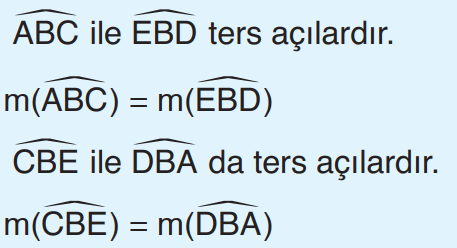 ABC ile EBD ters açılardır.
m(ABC) = m(EBD)
CBE ile DBA da ters açılardır.
m(CBE) = m(DBA)